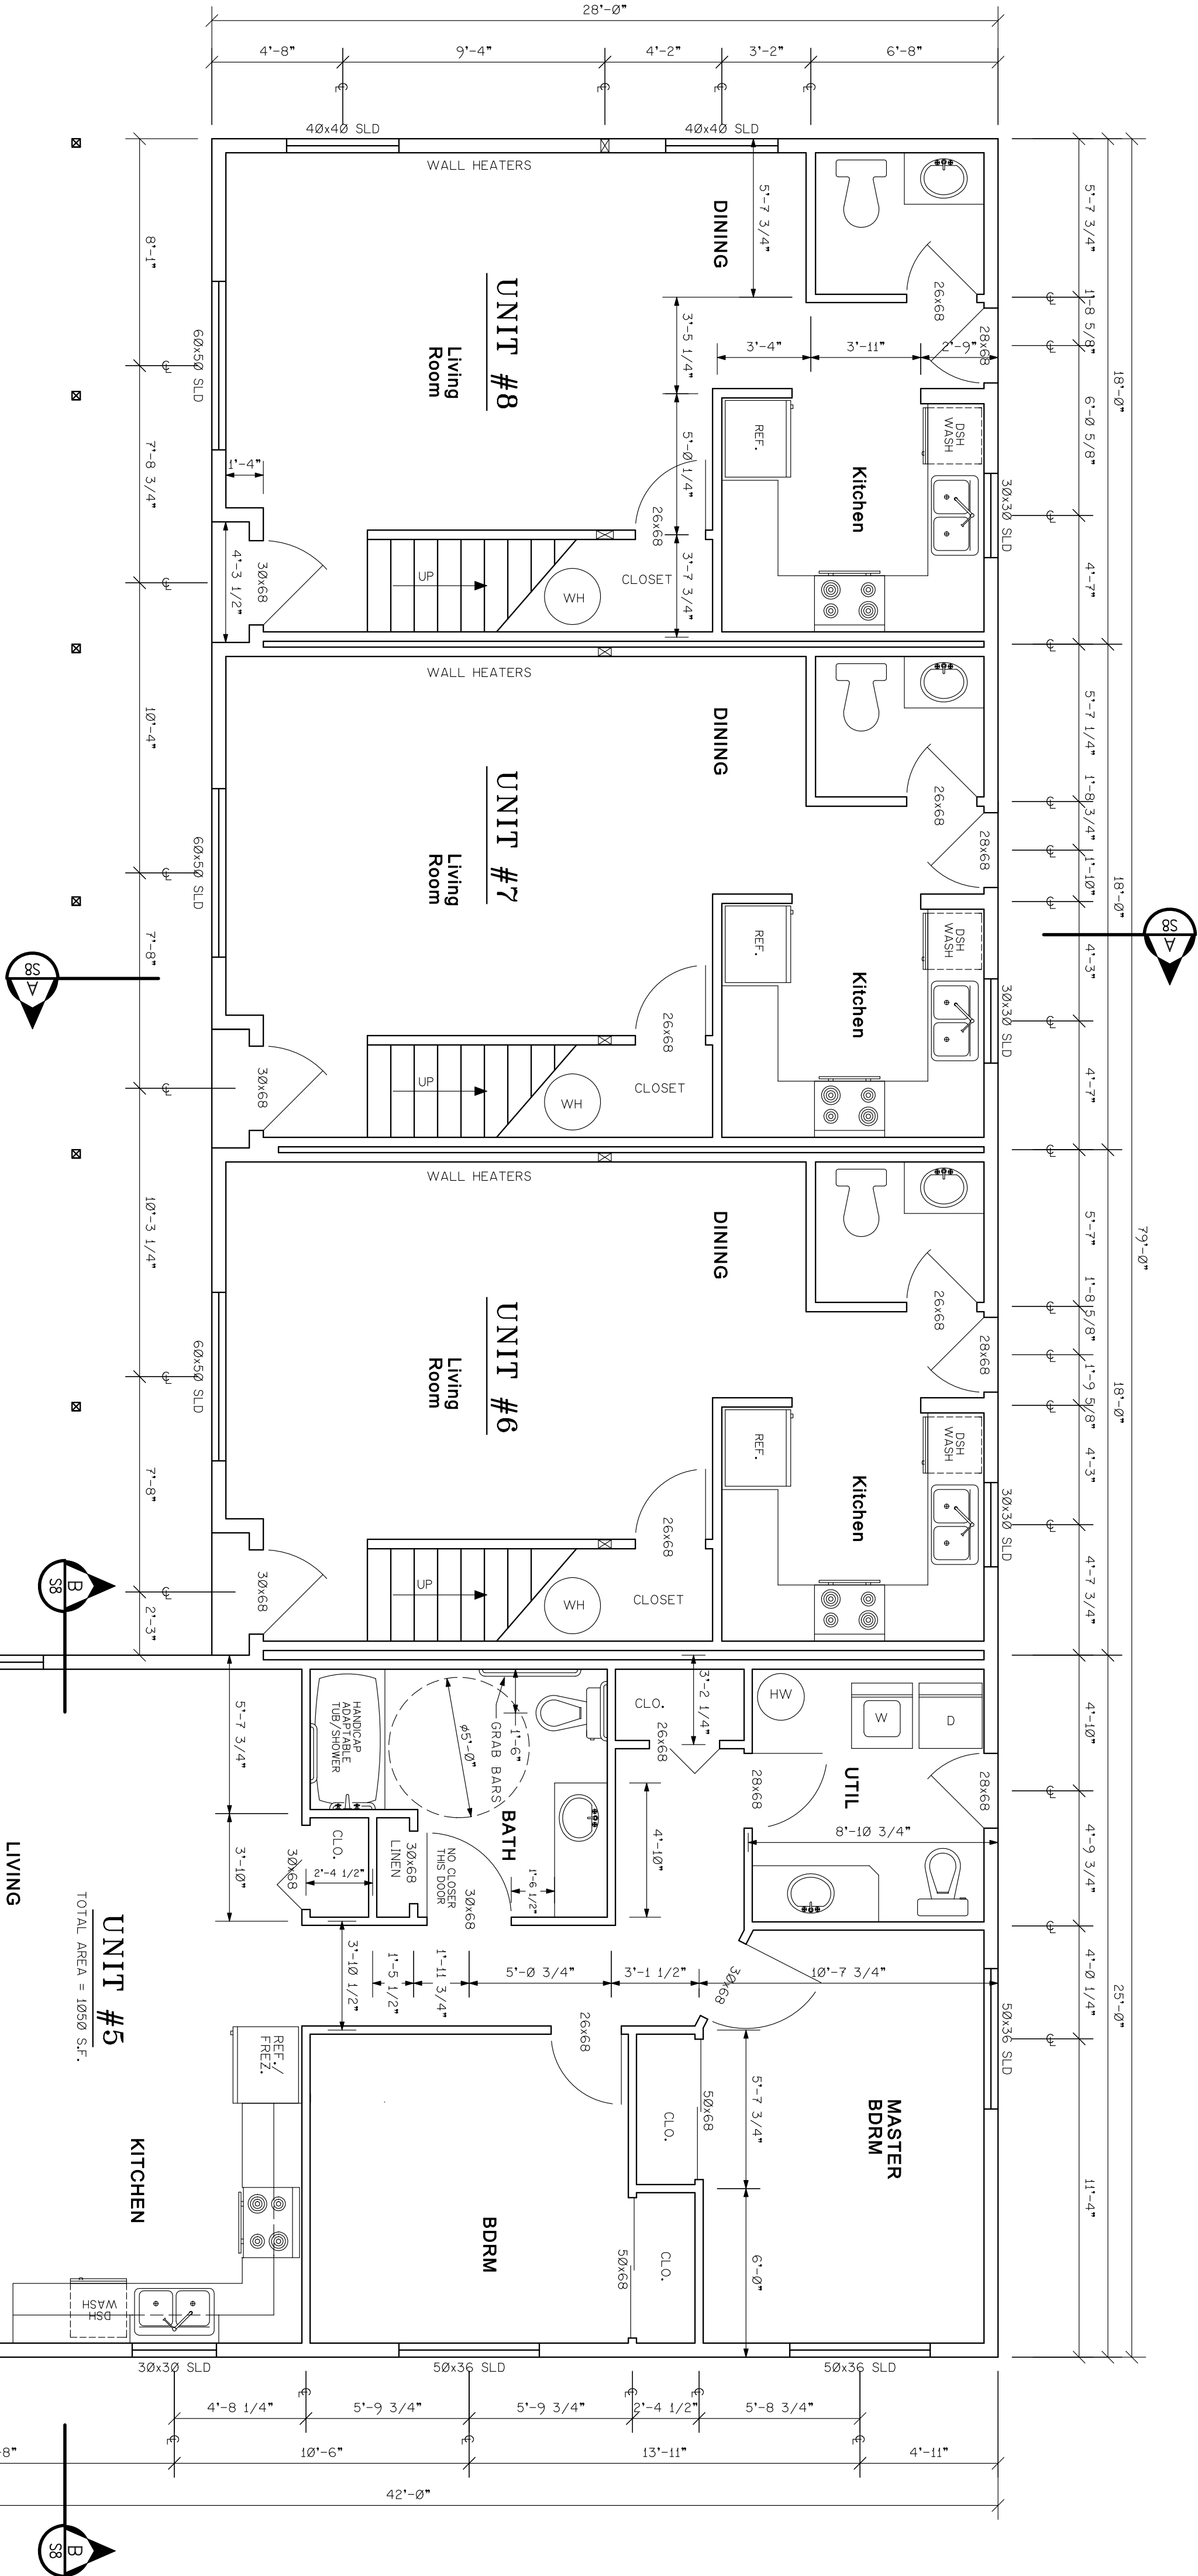 28'-0"
4'-8"
9'-4"
4'-2"
3'-2"
6'-8"
40x40 SLD
40x40 SLD
WALL HEATERS
DINING
5'-7 3/4"
26x68
28x68
3'-5 1/4"
3'-4"
3'-11"
2'-9"
UNIT #8
Living
Room
REF.
DSH
WASH
Kitchen
30x30 SLD
5'-0 1/4"
26x68
3'-7 3/4"
CLOSET
WH
UP
1'-4"
4'-3 1/2"
30x68
60x50 SLD
8'-1"
7'-8 3/4"
5'-7 3/4"
1'-8 5/8"
6'-0 5/8"
4'-7"
18'-0"
WALL HEATERS
DINING
26x68
28x68
UNIT #7
Living
Room
REF.
DSH
WASH
Kitchen
30x30 SLD
26x68
CLOSET
WH
UP
30x68
60x50 SLD
10'-4"
7'-8"
5'-7 1/4"
1'-8 3/4"
1'-10"
4'-3"
4'-7"
18'-0"
A
S8
A
S8
WALL HEATERS
DINING
26x68
28x68
UNIT #6
Living
Room
REF.
DSH
WASH
Kitchen
30x30 SLD
26x68
CLOSET
WH
UP
30x68
60x50 SLD
10'-3 1/4"
7'-8"
2'-3"
5'-7"
1'-8 5/8"
1'-9 5/8"
4'-3"
4'-7 3/4"
18'-0"
79'-0"
B
S8
5'-7 3/4"
3'-10"
HANDICAP
ADAPTABLE
TUB/SHOWER
ø5'-0"
GRAB BARS
1'-6"
BATH
CLO.
26x68
3'-2 1/4"
HW
W
D
UTIL
28x68
28x68
8'-10 3/4"
4'-10"
1'-6 1/2"
CLO.
2'-4 1/2"
30x68
LINEN
30x68
NO CLOSER
THIS DOOR
30x68
4'-10"
4'-9 3/4"
4'-0 1/4"
11'-4"
25'-0"
50x36 SLD
LIVING
UNIT #5
TOTAL AREA = 1050 S.F.
3'-10 1/2"
1'-5 1/2"
1'-11 3/4"
5'-0 3/4"
3'-1 1/2"
10'-7 3/4"
30x68
26x68
REF./
FREZ.
KITCHEN
DSH
WASH
BDRM
CLO.
50x68
5'-7 3/4"
CLO.
50x68
6'-0"
MASTER
BDRM
30x30 SLD
50x36 SLD
50x36 SLD
4'-8 1/4"
5'-9 3/4"
5'-9 3/4"
2'-4 1/2"
5'-8 3/4"
-8"
10'-6"
13'-11"
4'-11"
42'-0"
B
S8